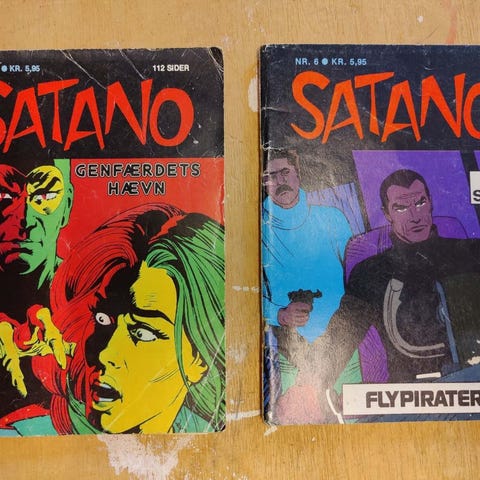 ● KR. 5,95 112 SIDER
SATANO
GENFÆRDETS
HÆVN
NR. 6 ● KR. 5,95
SATANO
S
FLYPIRATER